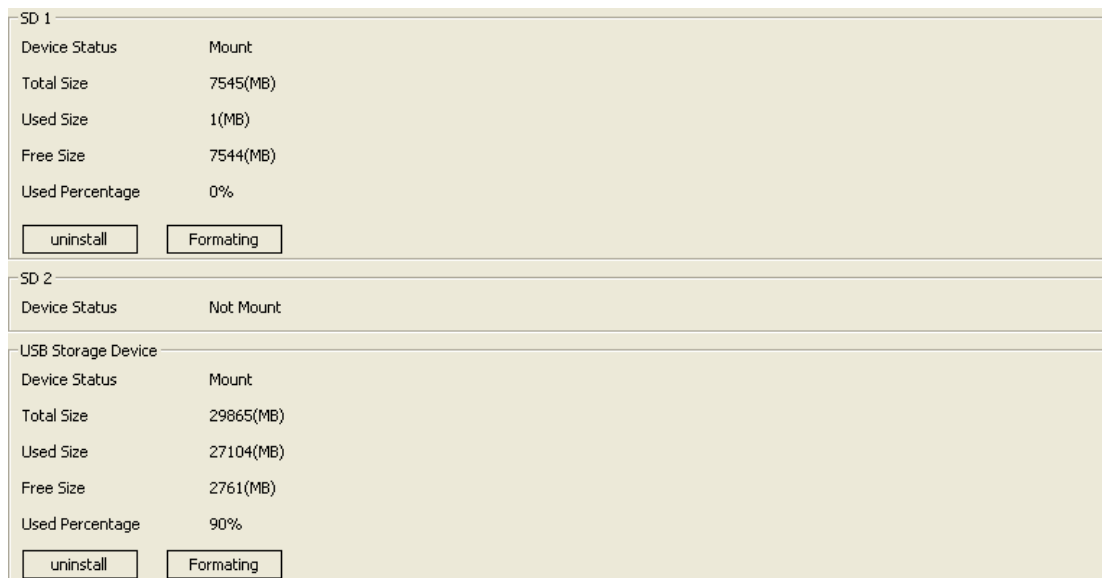 SD 1
Device Status Mount
Total Size 7545(MB)
Used Size 1(MB)
Free Size 7544(MB)
Used Percentage 0%
uninstall Formating
SD 2
Device Status Not Mount
USB Storage Device
Device Status Mount
Total Size 29865(MB)
Used Size 27104(MB)
Free Size 2761(MB)
Used Percentage 90%
uninstall Formating